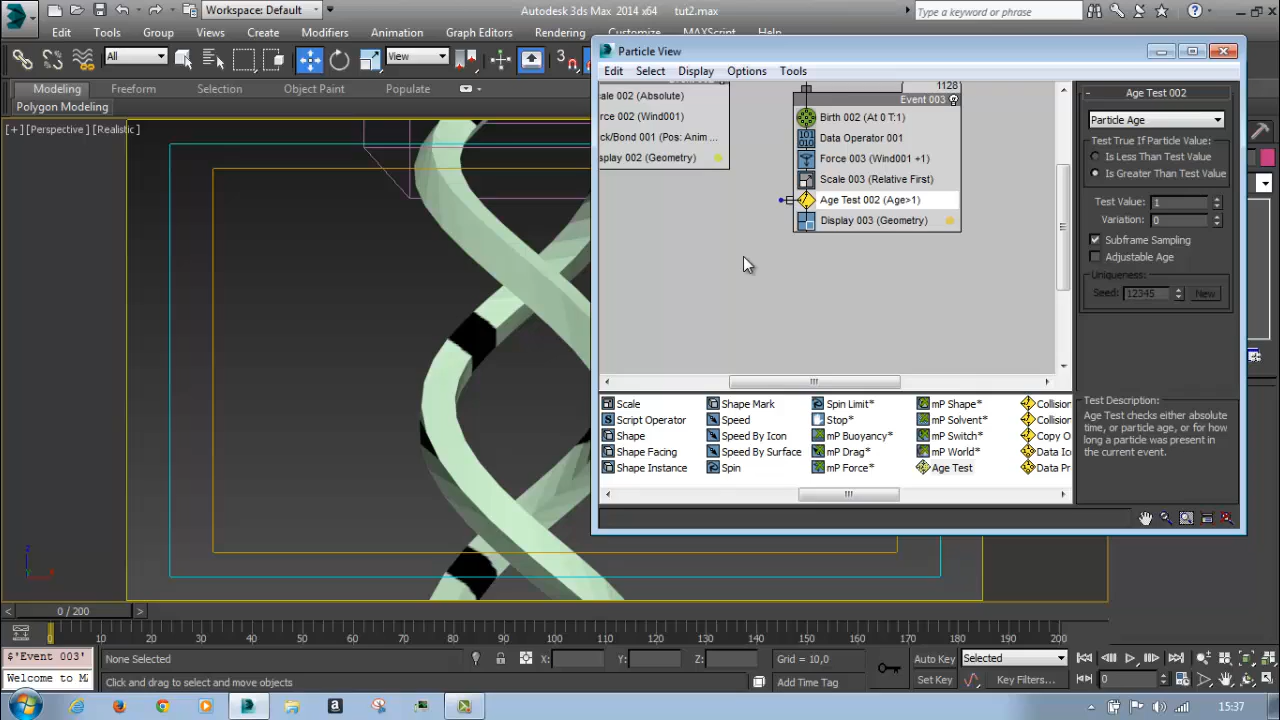 Workspace: Default
Autodesk 3ds Max 2014 x64 tut2.max
Type a keyword or phrase
Edit Tools Group Views Create Modifiers Animation Graph Editors Rendering
MAXScript Help
All
View
3
Modeling Freeform Selection Object Paint Populate
Polygon Modeling
[+] [Perspective] [Realistic]
Particle View
Edit Select Display Options Tools
1128
Event 003
cale 002 (Absolute)
orce 002 (Wind001)
ock/Bond 001 (Pos: Anim ...
splay 002 (Geometry)
Birth 002 (At 0 T:1)
Data Operator 001
Force 003 (Wind001 +1)
Scale 003 (Relative First)
Age Test 002 (Age>1)
Display 003 (Geometry)
Age Test 002
Particle Age
Test True If Particle Value:
Is Less Than Test Value
Is Greater Than Test Value
Test Value: 1
Variation: 0
Subframe Sampling
Adjustable Age
Uniqueness:
Seed: 12345 New
Test Description:
Age Test checks either absolute
time, or particle age, or for how
long a particle was present in
the current event.
Scale Shape Mark Spin Limit* mP Shape* Collision
Script Operator Speed Stop* mP Solvent* Collision
Shape Speed By Icon mP Buoyancy* mP Switch* Copy O
Shape Facing Speed By Surface mP Drag* mP World* Data Ic
Shape Instance Spin mP Force* Age Test Data Pr
0 / 200
0 10 20 30 40 50 60 70 80 90 100 110 120 130 140 150 160 170 180 190 200
$'Event 003'
None Selected
X: Y: Z:
Grid = 10,0
Auto Key Selected
Welcome to MA
Click and drag to select and move objects
Add Time Tag
Set Key Key Filters...
0
15:37